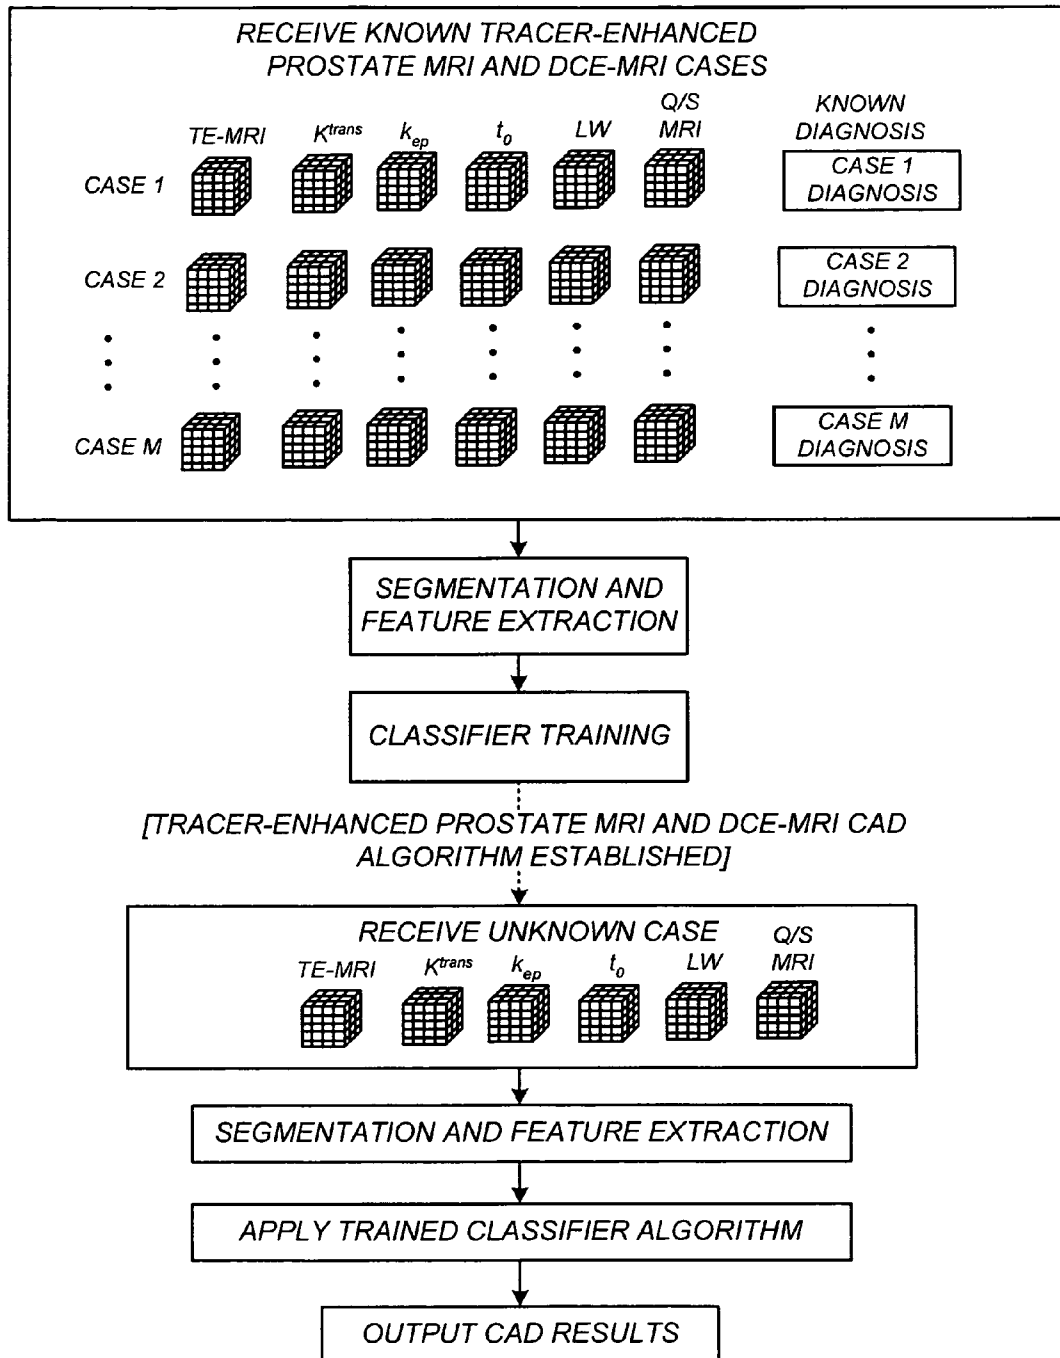 RECEIVE KNOWN TRACER-ENHANCED
PROSTATE MRI AND DCE-MRI CASES
TE-MRI K^trans k_ep t_o LW Q/S MRI KNOWN DIAGNOSIS
CASE 1 CASE 1 DIAGNOSIS
CASE 2 CASE 2 DIAGNOSIS
CASE M CASE M DIAGNOSIS
SEGMENTATION AND
FEATURE EXTRACTION
CLASSIFIER TRAINING
[TRACER-ENHANCED PROSTATE MRI AND DCE-MRI CAD
ALGORITHM ESTABLISHED]
RECEIVE UNKNOWN CASE
TE-MRI K^trans k_ep t_o LW Q/S MRI
SEGMENTATION AND FEATURE EXTRACTION
APPLY TRAINED CLASSIFIER ALGORITHM
OUTPUT CAD RESULTS